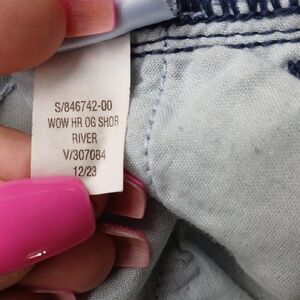 S/846742-00
WOW HR OG SHOR
RIVER
V/307084
12/23